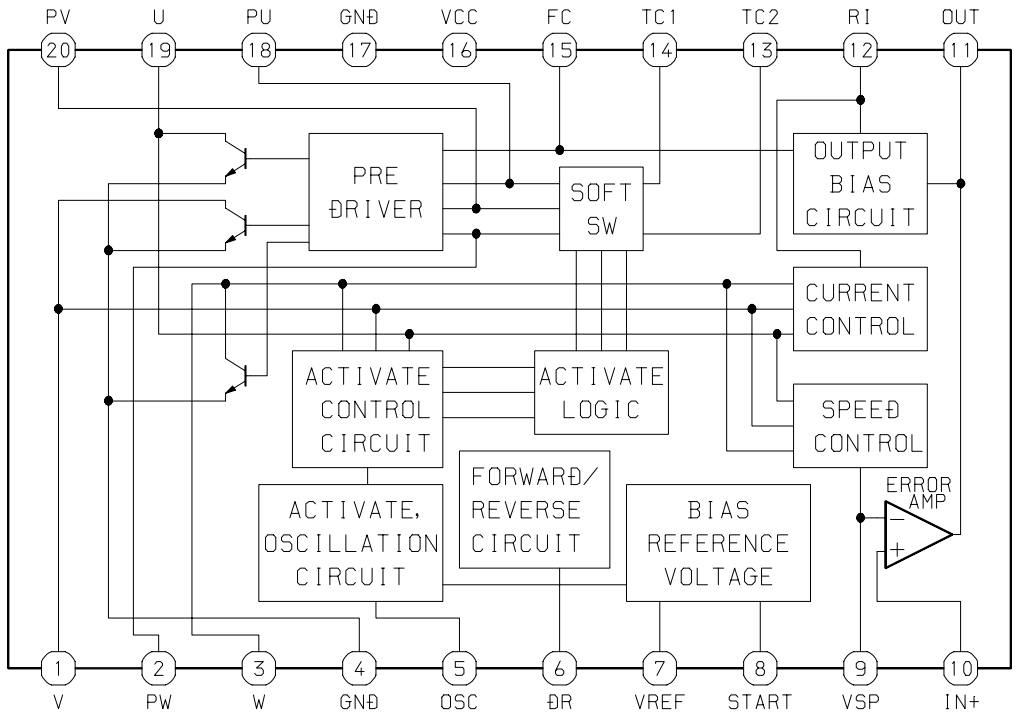 PV U PU GND VCC FC TC1 TC2 RI OUT
20 19 18 17 16 15 14 13 12 11
PRE
DRIVER
SOFT
SW
OUTPUT
BIAS
CIRCUIT
CURRENT
CONTROL
ACTIVATE
CONTROL
CIRCUIT
ACTIVATE
LOGIC
SPEED
CONTROL
FORWARD/
REVERSE
CIRCUIT
ERROR
AMP
−
+
ACTIVATE,
OSCILLATION
CIRCUIT
BIAS
REFERENCE
VOLTAGE
1 2 3 4 5 6 7 8 9 10
V PW W GND OSC DR VREF START VSP IN+